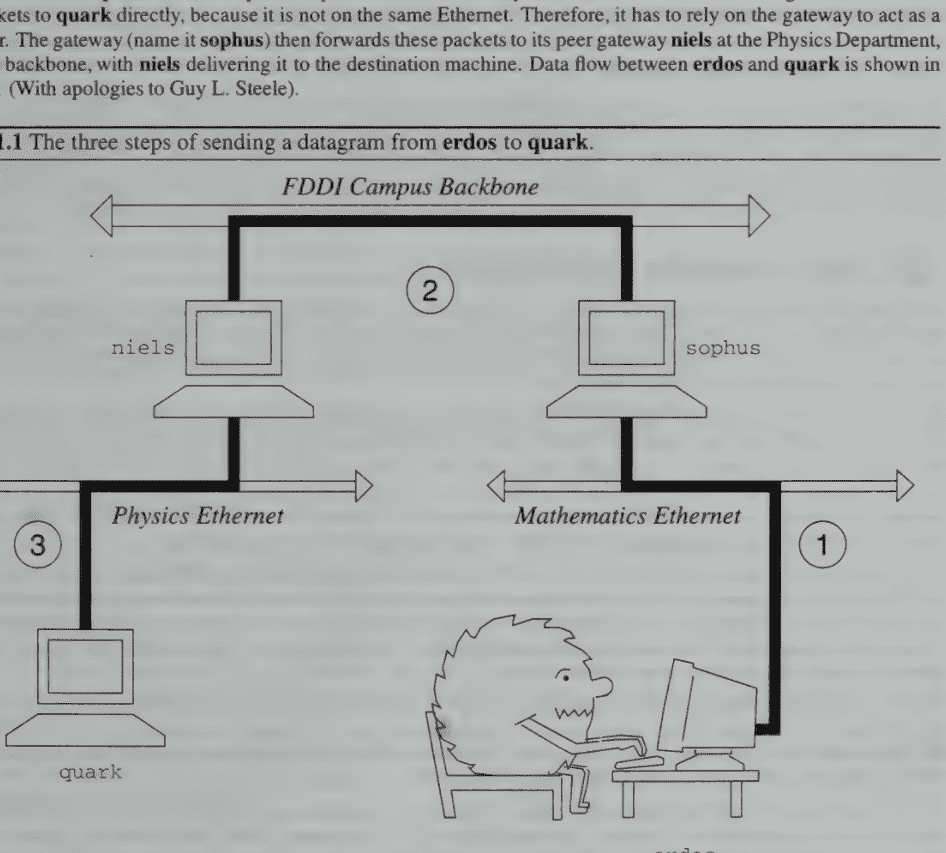 kets to quark directly, because it is not on the same Ethernet. Therefore, it has to rely on the gateway to act as a
r. The gateway (name it sophus) then forwards these packets to its peer gateway niels at the Physics Department,
backbone, with niels delivering it to the destination machine. Data flow between erdos and quark is shown in
(With apologies to Guy L. Steele).
1.1 The three steps of sending a datagram from erdos to quark.
FDDI Campus Backbone
2
niels
sophus
Physics Ethernet
Mathematics Ethernet
3
1
quark